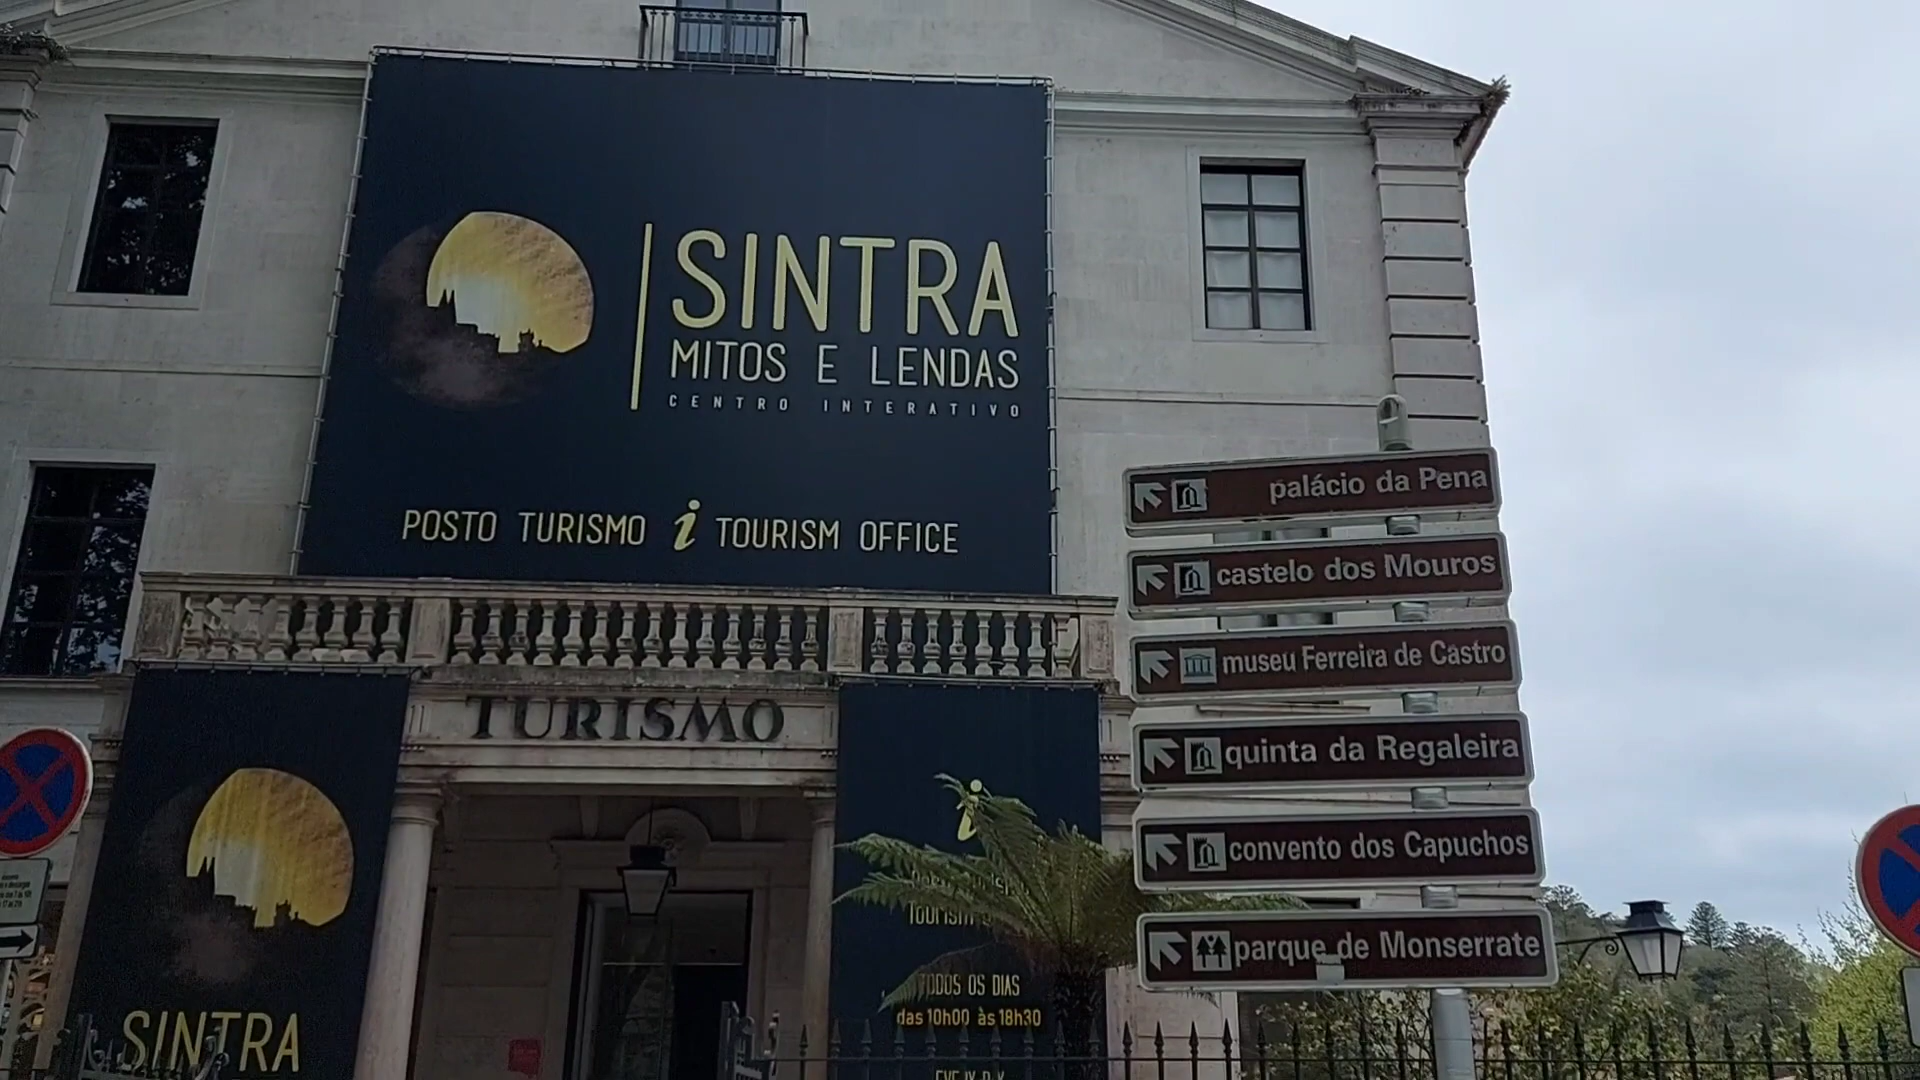 SINTRA
MITOS E LENDAS
CENTRO INTERATIVO
POSTO TURISMO i TOURISM OFFICE
TURISMO
palácio da Pena
castelo dos Mouros
museu Ferreira de Castro
quinta da Regaleira
convento dos Capuchos
parque de Monserrate
i
TOURISM
TODOS OS DIAS
das 10h00 às 18h30
SINTRA